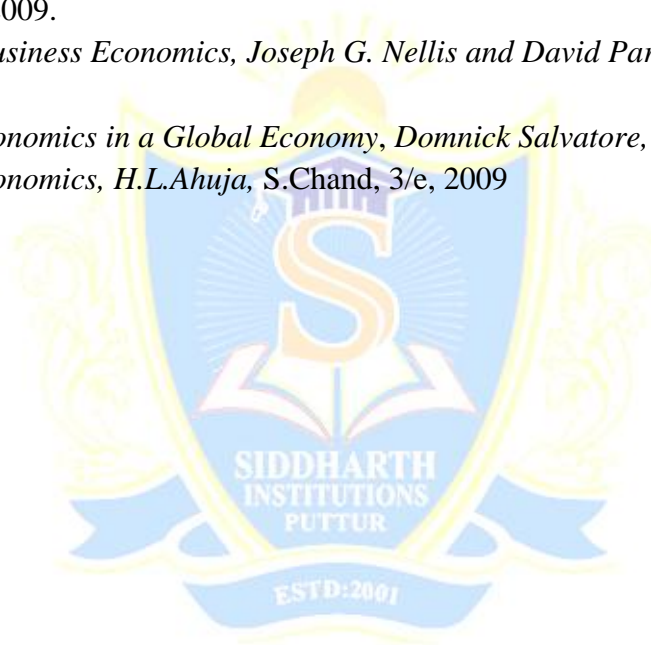 2009.
usiness Economics, Joseph G. Nellis and David Par
onomics in a Global Economy, Domnick Salvatore,
onomics, H.L.Ahuja, S.Chand, 3/e, 2009
S
SIDDHARTH
INSTITUTIONS
PUTTUR
ESTD:2001